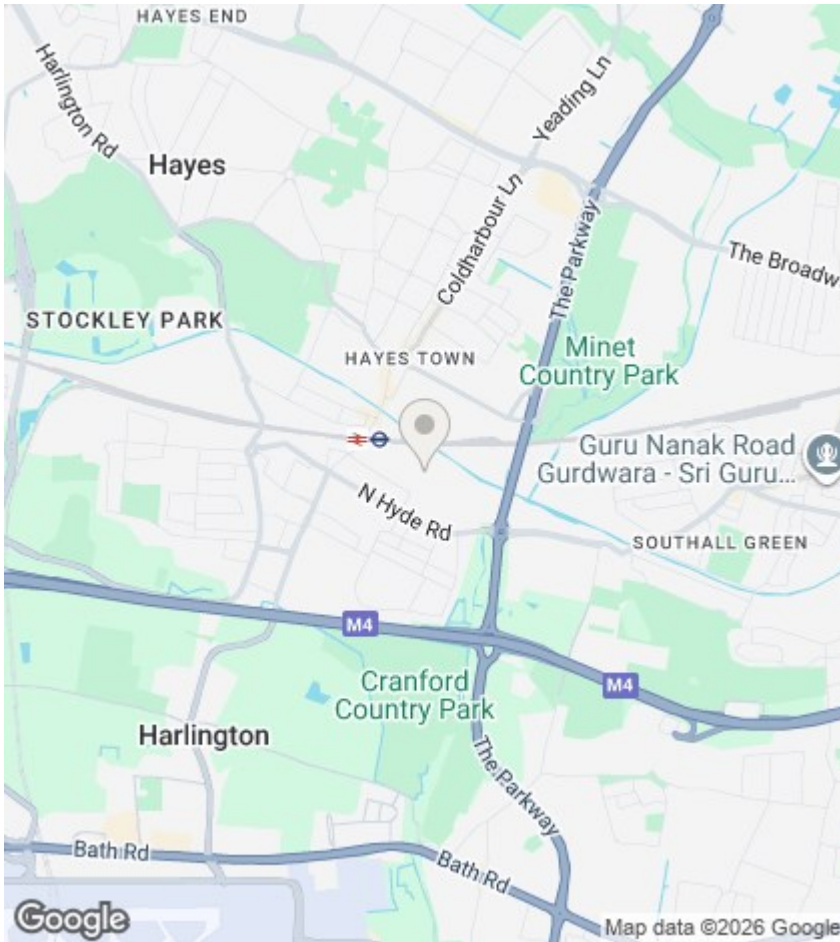 HAYES END
Harlington Rd
Yeading Ln
Hayes
Coldharbour Ln
The Parkway
The Broadw
STOCKLEY PARK
HAYES TOWN
Minet
Country Park
Guru Nanak Road
Gurdwara - Sri Guru...
N Hyde Rd
SOUTHALL GREEN
M4
Cranford
Country Park
M4
Harlington
The Parkway
Bath Rd
Bath Rd
Google
Map data ©2026 Google